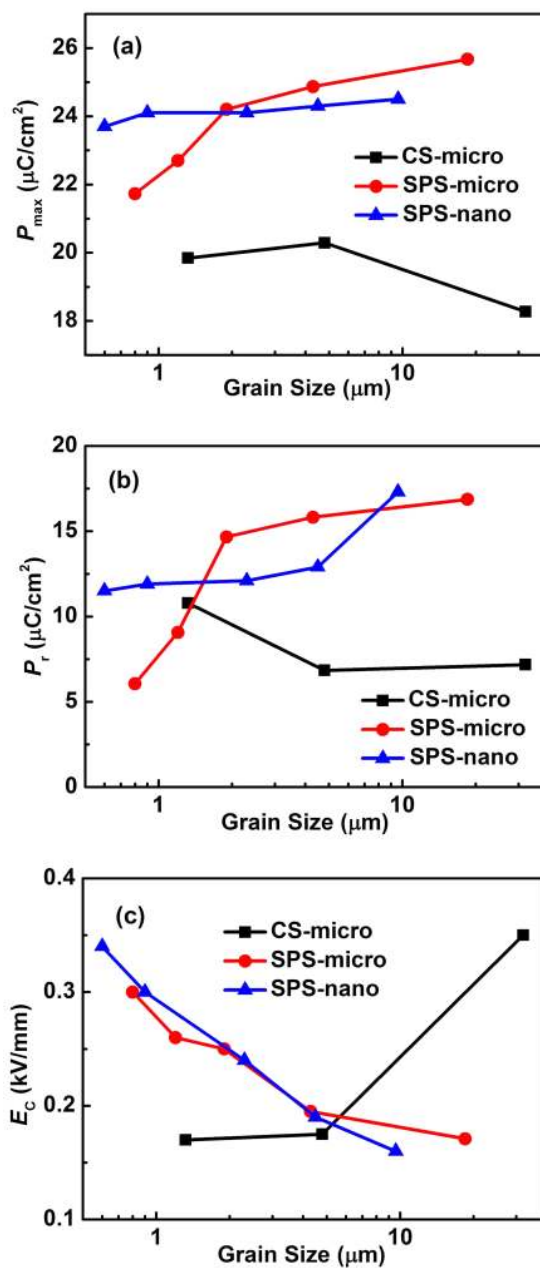 (a)
26
24
22
20
18
P max (μC/cm²)
CS-micro
SPS-micro
SPS-nano
1
10
Grain Size (μm)
(b)
20
15
10
5
0
P r (μC/cm²)
CS-micro
SPS-micro
SPS-nano
1
10
Grain Size (μm)
(c)
0.4
0.3
0.2
0.1
E C (kV/mm)
CS-micro
SPS-micro
SPS-nano
1
10
Grain Size (μm)